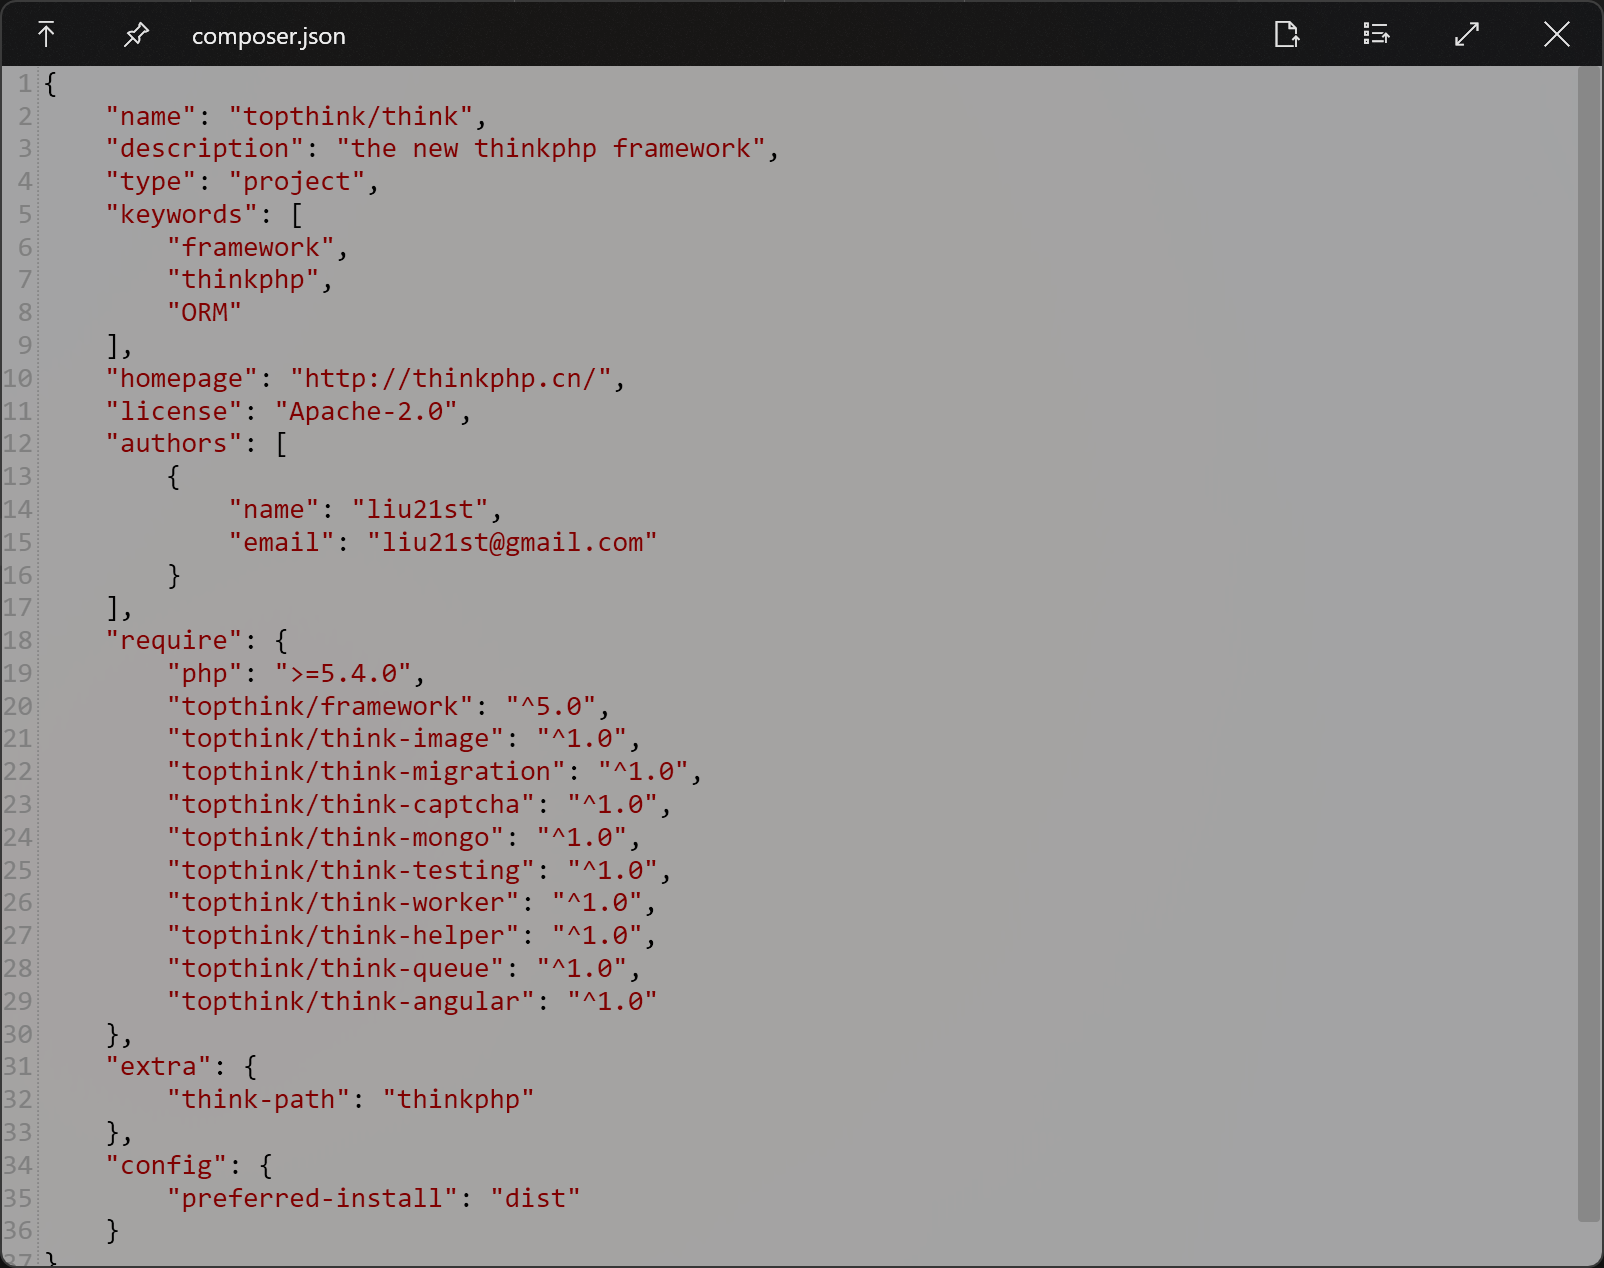 composer.json
1 {
2     "name": "topthink/think",
3     "description": "the new thinkphp framework",
4     "type": "project",
5     "keywords": [
6         "framework",
7         "thinkphp",
8         "ORM"
9     ],
10     "homepage": "http://thinkphp.cn/",
11     "license": "Apache-2.0",
12     "authors": [
13         {
14             "name": "liu21st",
15             "email": "liu21st@gmail.com"
16         }
17     ],
18     "require": {
19         "php": ">=5.4.0",
20         "topthink/framework": "^5.0",
21         "topthink/think-image": "^1.0",
22         "topthink/think-migration": "^1.0",
23         "topthink/think-captcha": "^1.0",
24         "topthink/think-mongo": "^1.0",
25         "topthink/think-testing": "^1.0",
26         "topthink/think-worker": "^1.0",
27         "topthink/think-helper": "^1.0",
28         "topthink/think-queue": "^1.0",
29         "topthink/think-angular": "^1.0"
30     },
31     "extra": {
32         "think-path": "thinkphp"
33     },
34     "config": {
35         "preferred-install": "dist"
36     }
37 }